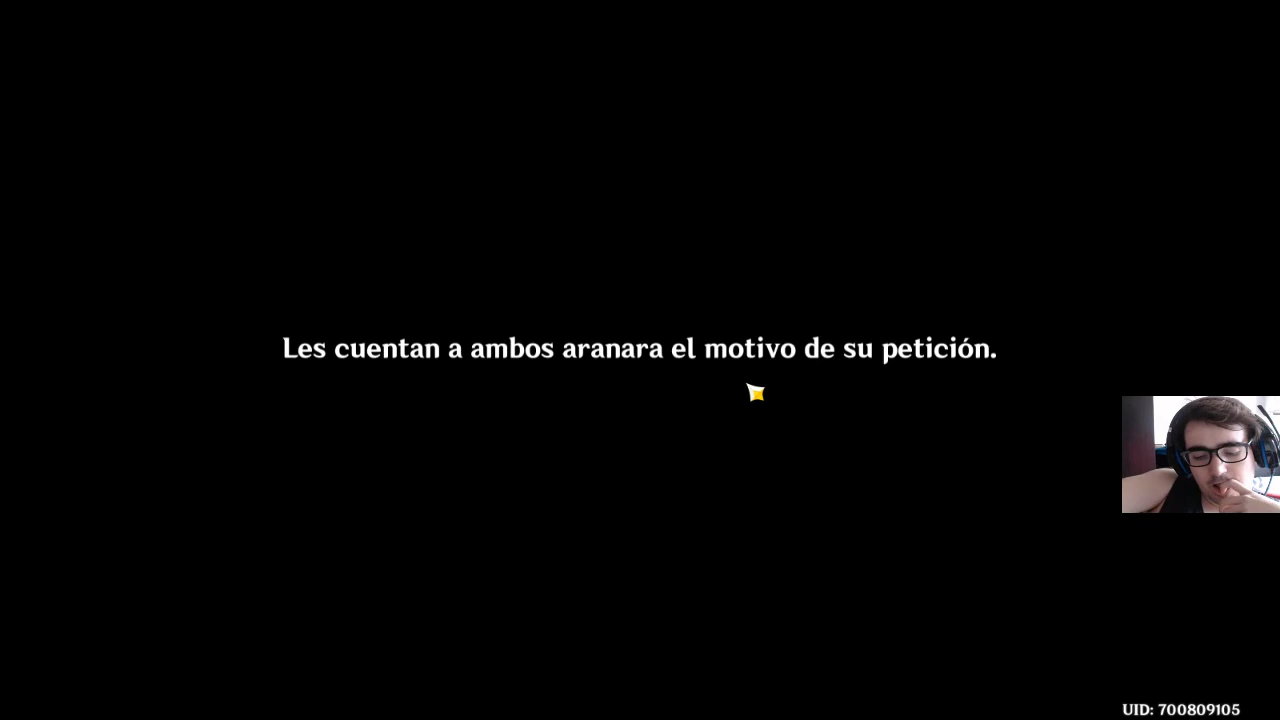 Les cuentan a ambos aranara el motivo de su petición.
UID: 700809105